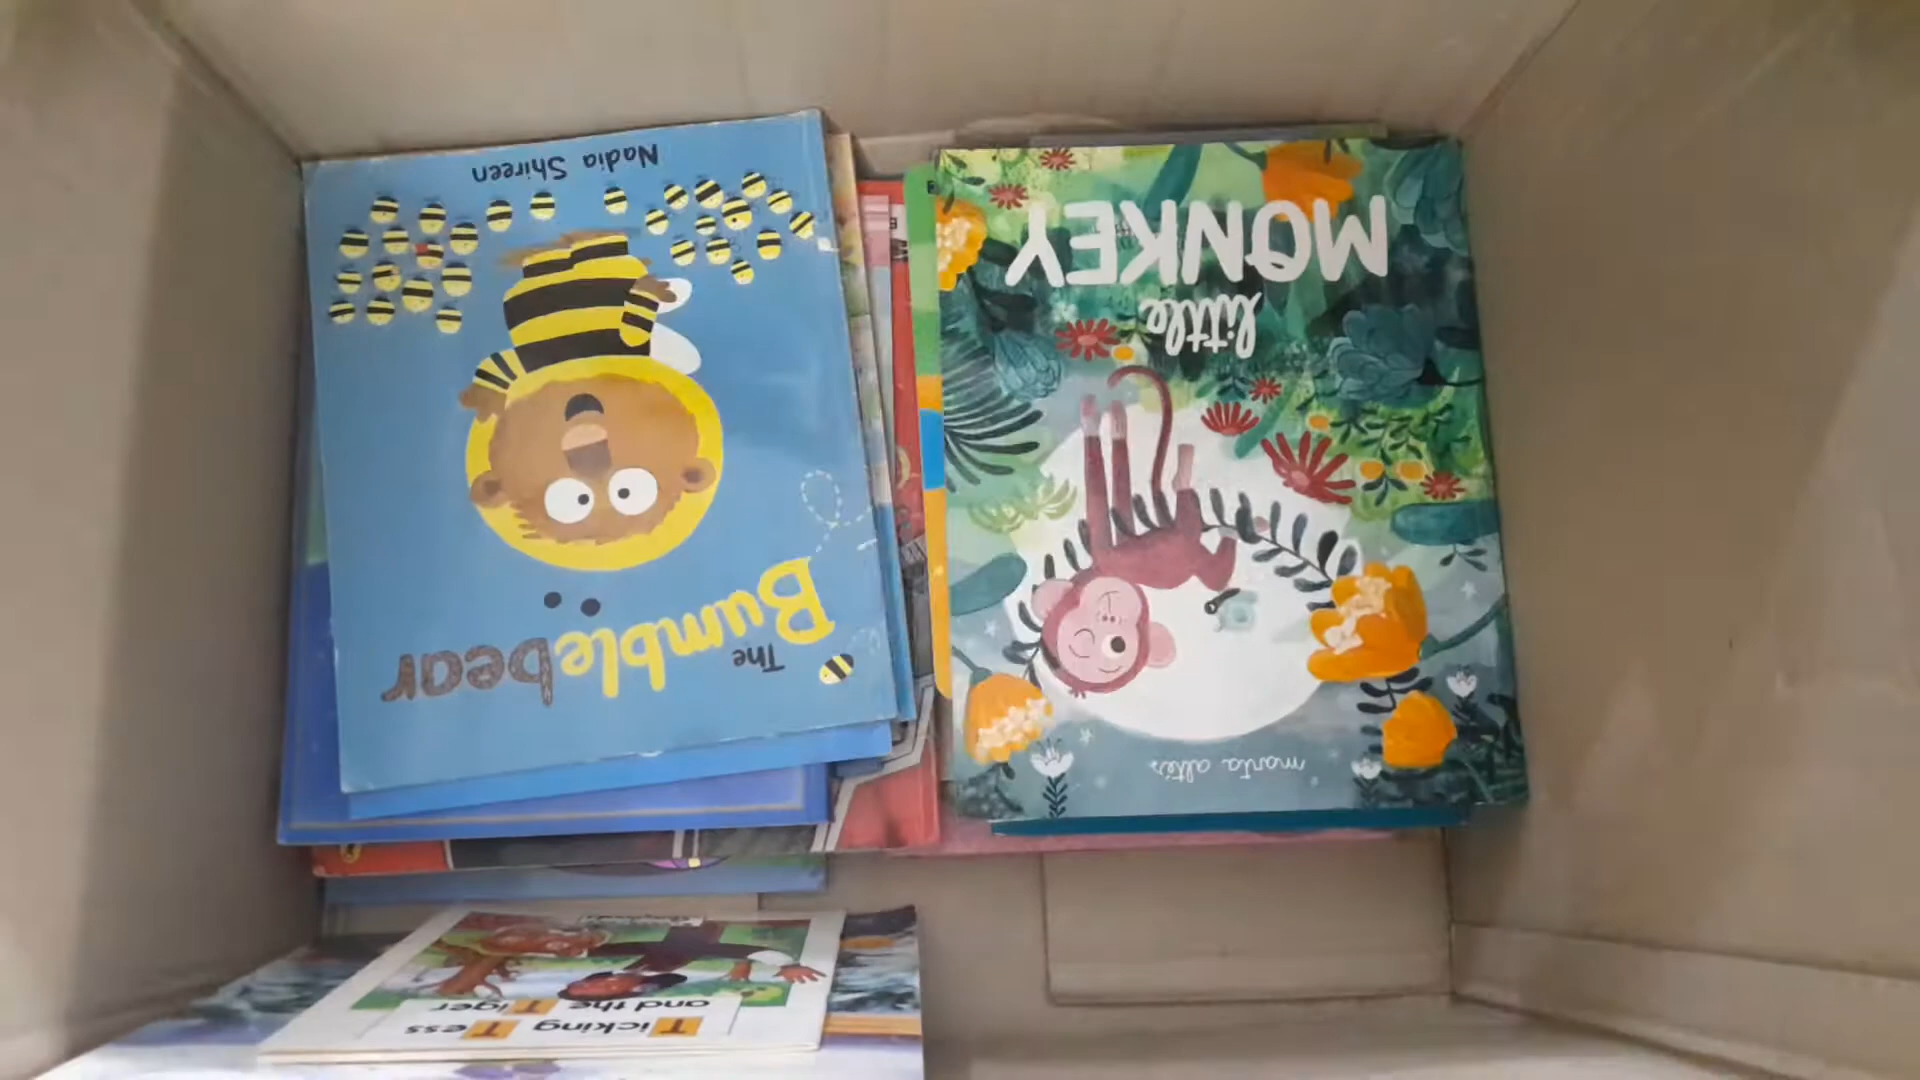 The
Bumblebear
Nadia Shireen
marta altés
little
MONKEY
Ticking Tess
and the Tiger